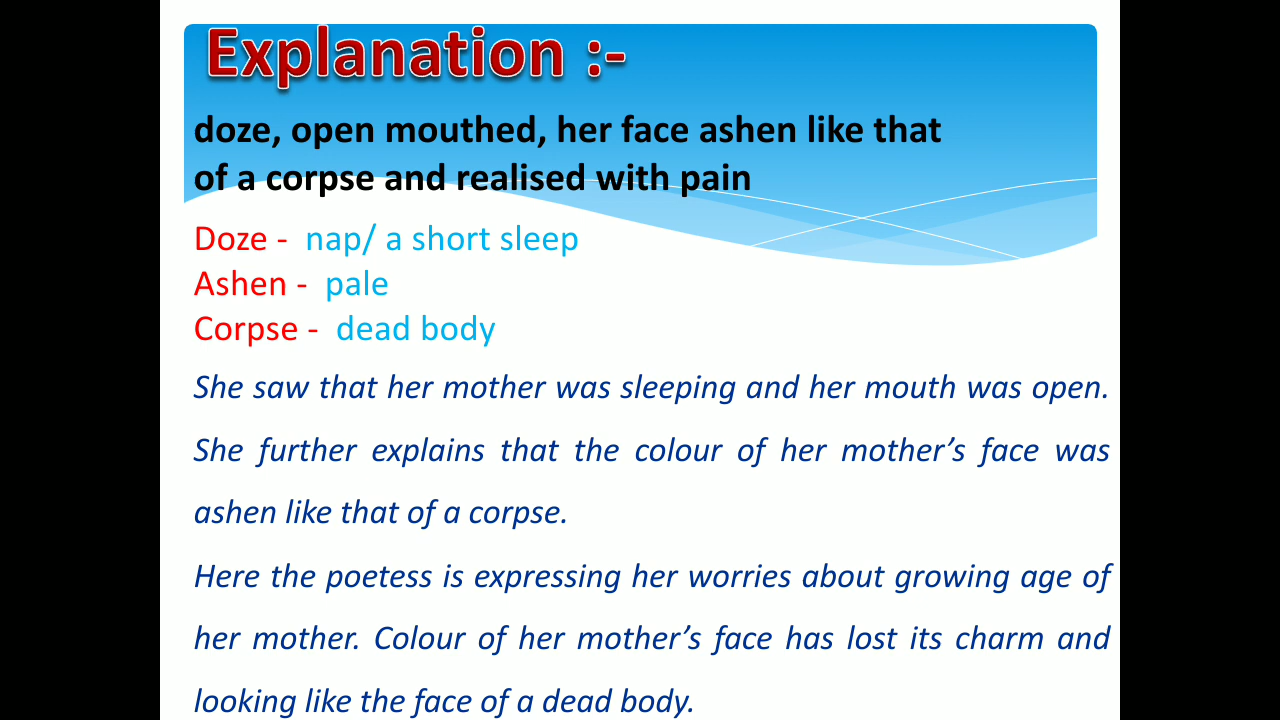 Explanation :-
doze, open mouthed, her face ashen like that
of a corpse and realised with pain
Doze - nap/ a short sleep
Ashen - pale
Corpse - dead body
She saw that her mother was sleeping and her mouth was open.
She further explains that the colour of her mother’s face was
ashen like that of a corpse.
Here the poetess is expressing her worries about growing age of
her mother. Colour of her mother’s face has lost its charm and
looking like the face of a dead body.